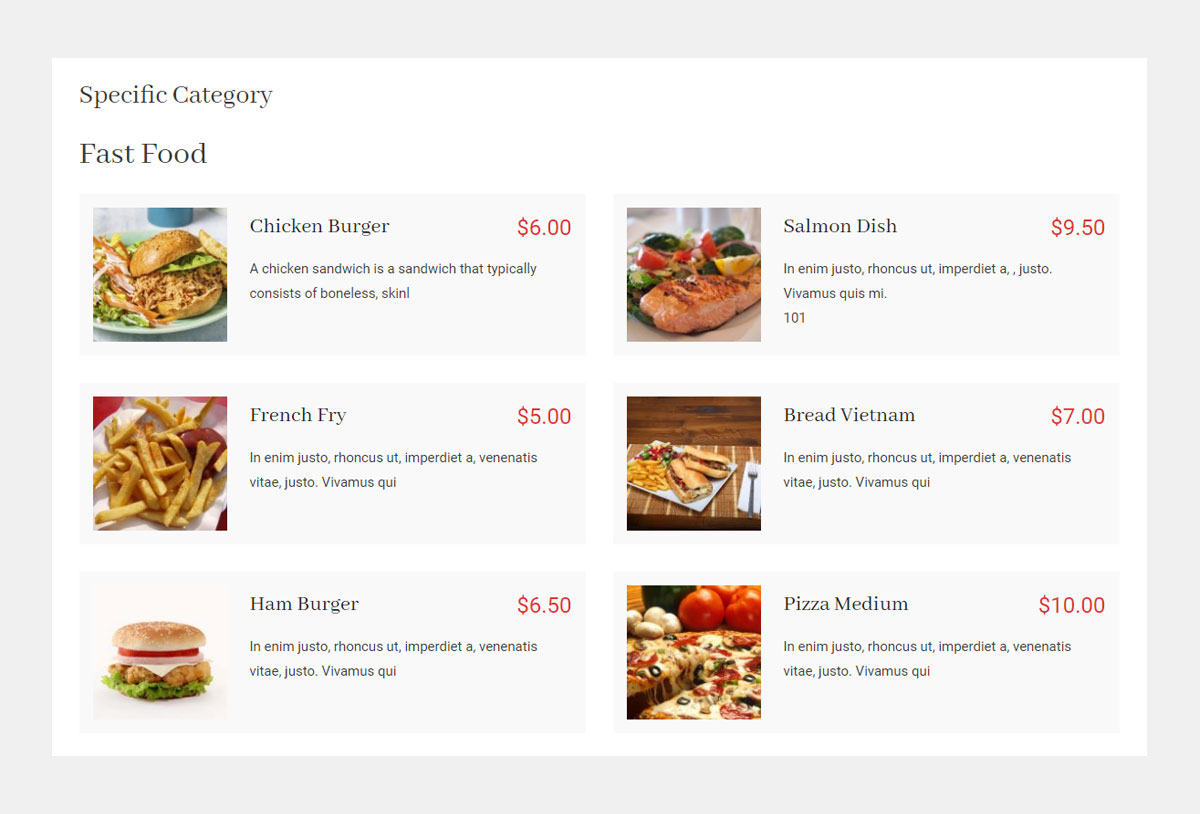 Specific Category
Fast Food
Chicken Burger
$6.00
A chicken sandwich is a sandwich that typically
consists of boneless, skinl
Salmon Dish
$9.50
In enim justo, rhoncus ut, imperdiet a, , justo.
Vivamus quis mi.
101
French Fry
$5.00
In enim justo, rhoncus ut, imperdiet a, venenatis
vitae, justo. Vivamus qui
Bread Vietnam
$7.00
In enim justo, rhoncus ut, imperdiet a, venenatis
vitae, justo. Vivamus qui
Ham Burger
$6.50
In enim justo, rhoncus ut, imperdiet a, venenatis
vitae, justo. Vivamus qui
Pizza Medium
$10.00
In enim justo, rhoncus ut, imperdiet a, venenatis
vitae, justo. Vivamus qui